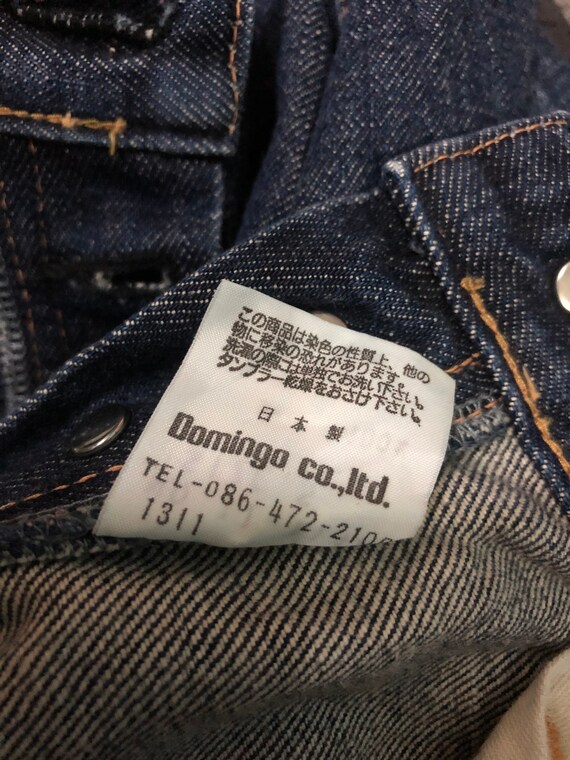 この商品は染色の性質上、他の
物に移染の恐れがあります。
洗濯の際には単独でお洗い下さい。
タンブラー乾燥をおさけ下さい。
日本製
Domingo co.,ltd.
TEL-086-472-2100
1311